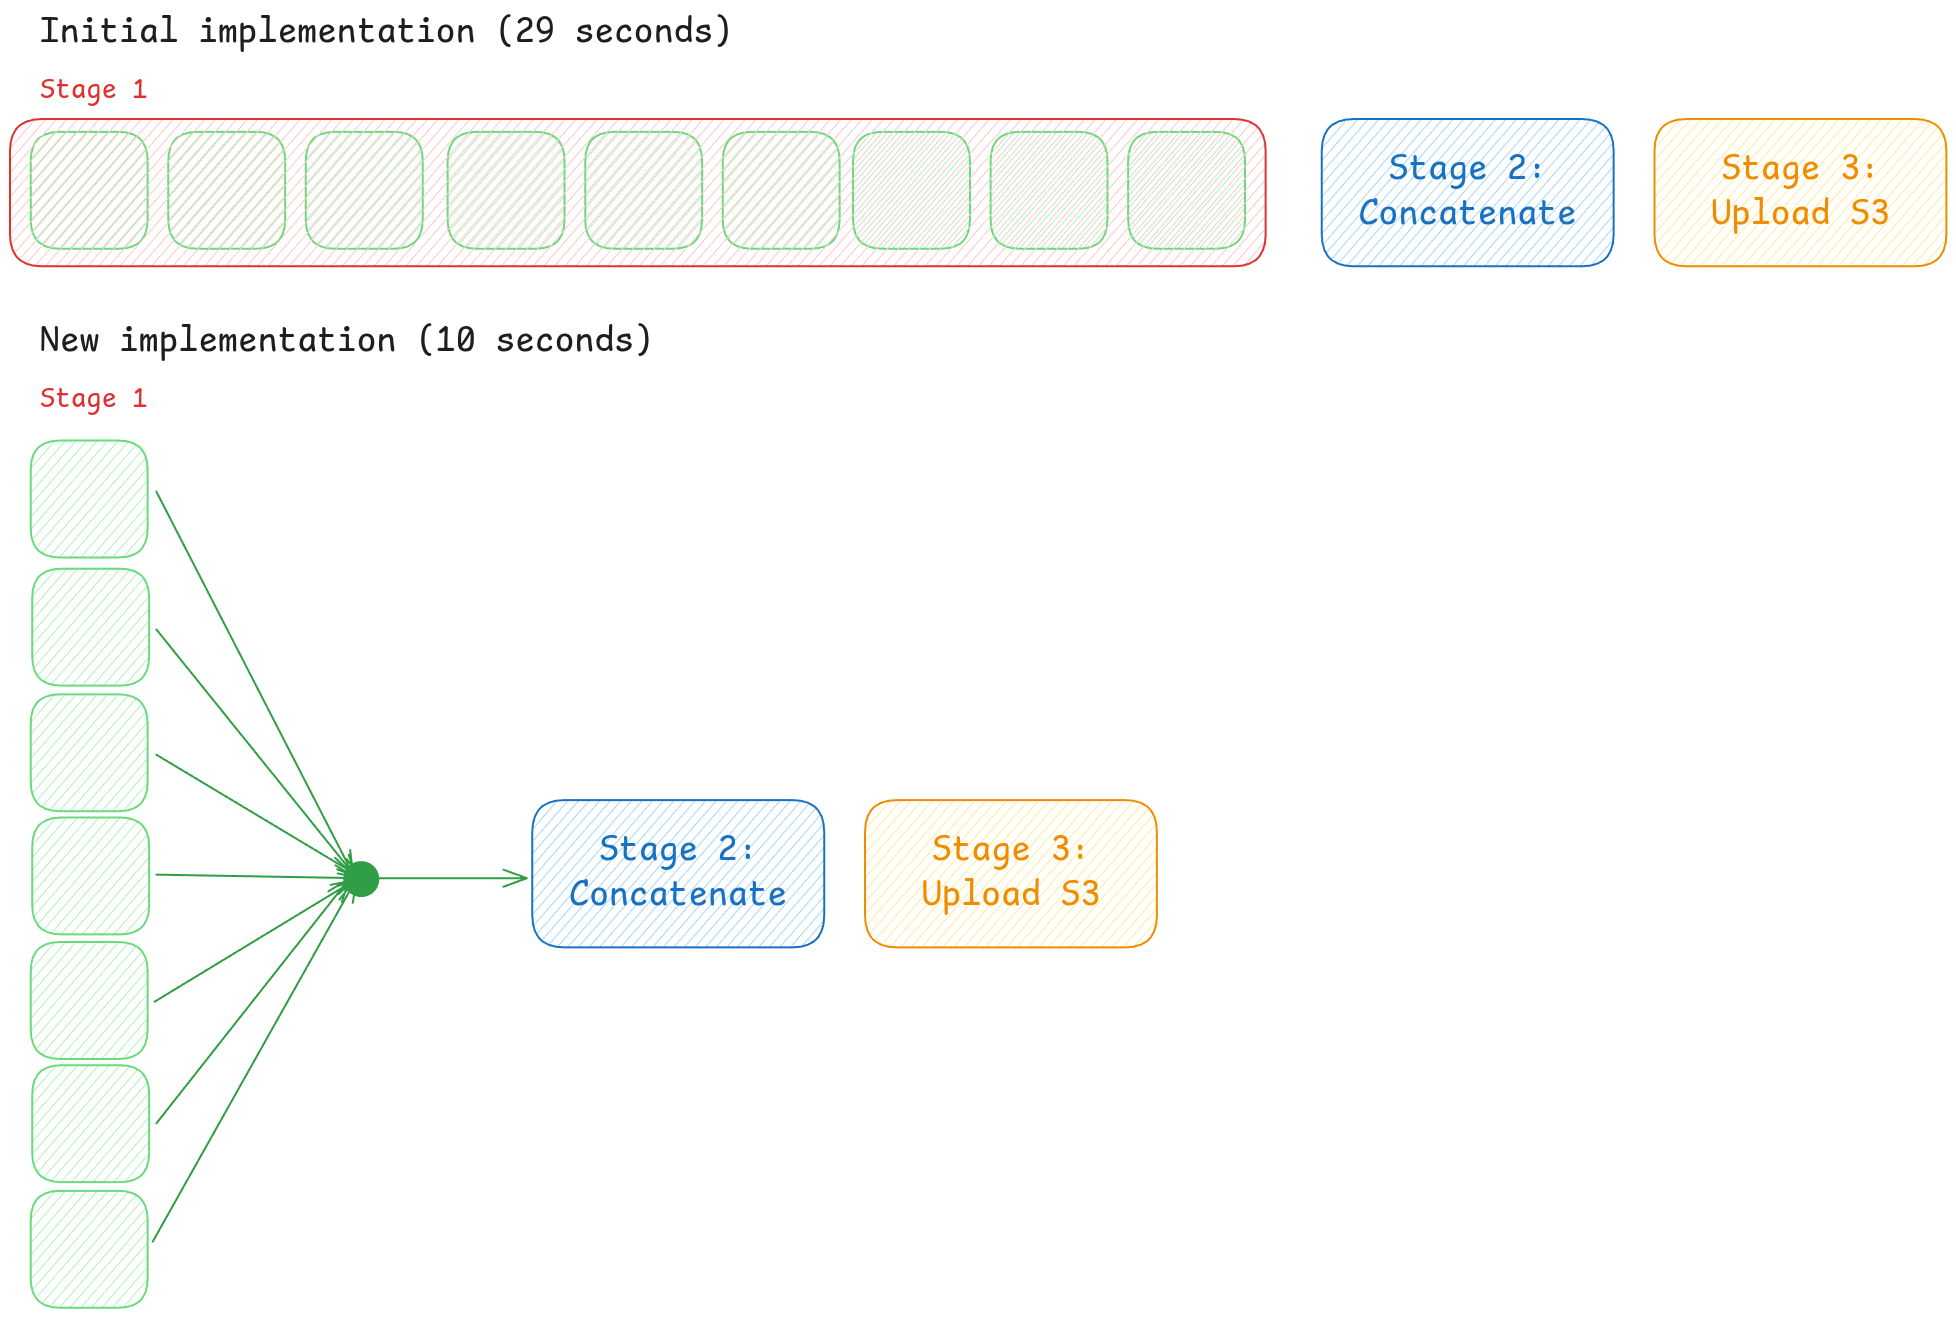 Initial implementation (29 seconds)
Stage 1
Stage 2:
Concatenate
Stage 3:
Upload S3
New implementation (10 seconds)
Stage 1
Stage 2:
Concatenate
Stage 3:
Upload S3